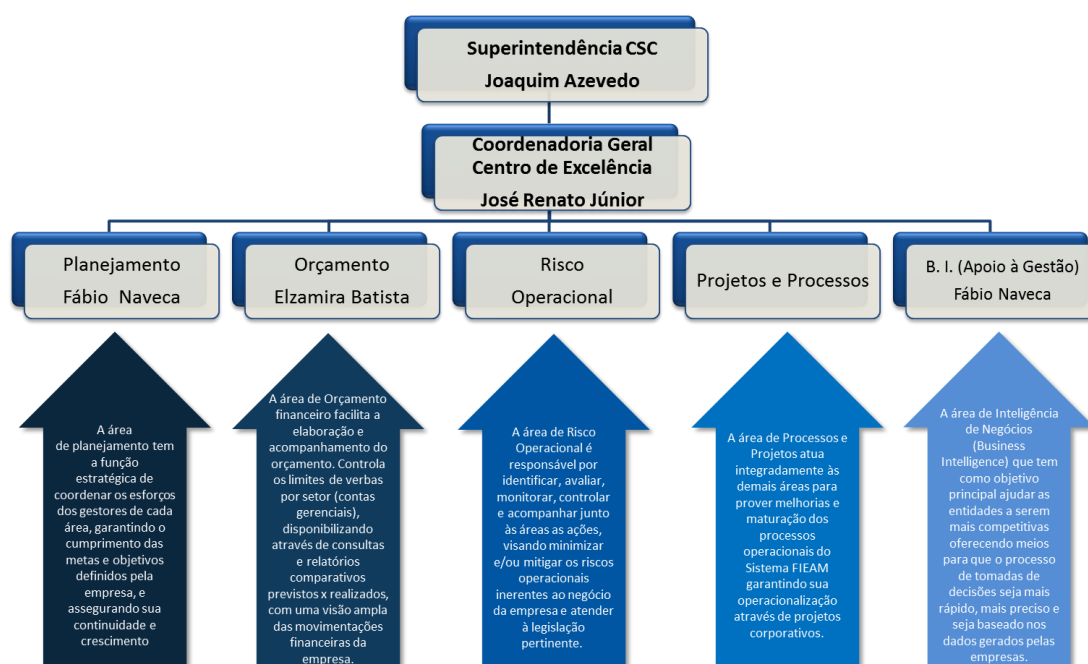 Superintendência CSC
Joaquim Azevedo
Coordenadoria Geral
Centro de Excelência
José Renato Júnior
Planejamento
Fábio Naveca
Orçamento
Elzamira Batista
Risco
Operacional
Projetos e Processos
B. I. (Apoio à Gestão)
Fábio Naveca
A área
de planejamento tem
a função
estratégica de
coordenar os esforços
dos gestores de cada
área, garantindo o
cumprimento das
metas e objetivos
definidos pela
empresa, e
assegurando sua
continuidade e
crescimento
A área de Orçamento
financeiro facilita a
elaboração e
acompanhamento do
orçamento. Controla
os limites de verbas
por setor (contas
gerenciais),
disponibilizando
através de consultas
e relatórios
comparativos
previstos x realizados,
com uma visão ampla
das movimentações
financeiras da
empresa.
A área de Risco
Operacional é
responsável por
identificar, avaliar,
monitorar, controlar
e acompanhar junto
às áreas as ações,
visando minimizar
e/ou mitigar os riscos
operacionais
inerentes ao negócio
da empresa e atender
à legislação
pertinente.
A área de Processos e
Projetos atua
integradamente às
demais áreas para
prover melhorias e
maturação dos
processos
operacionais do
Sistema FIEAM
garantindo sua
operacionalização
através de projetos
corporativos.
A área de Inteligência
de Negócios
(Business
Intelligence) que tem
como objetivo
principal ajudar as
entidades a serem
mais competitivas
oferecendo meios
para que o processo
de tomadas de
decisões seja mais
rápido, mais preciso e
seja baseado nos
dados gerados pelas
empresas.